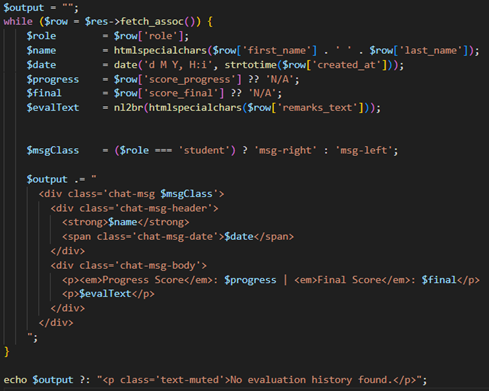 $output = "";
while ($row = $res->fetch_assoc()) {
    $role       = $row['role'];
    $name       = htmlspecialchars($row['first_name'] . ' ' . $row['last_name']);
    $date       = date('d M Y, H:i', strtotime($row['created_at']));
    $progress   = $row['score_progress'] ?? 'N/A';
    $final      = $row['score_final'] ?? 'N/A';
    $evalText   = nl2br(htmlspecialchars($row['remarks_text']));
    $msgClass   = ($role === 'student') ? 'msg-right' : 'msg-left';
    $output .= "
      <div class='chat-msg $msgClass'>
        <div class='chat-msg-header'>
          <strong>$name</strong>
          <span class='chat-msg-date'>$date</span>
        </div>
        <div class='chat-msg-body'>
          <p><em>Progress Score</em>: $progress | <em>Final Score</em>: $final</p>
          <p>$evalText</p>
        </div>
      </div>
    ";
}
echo $output ?: "<p class='text-muted'>No evaluation history found.</p>";